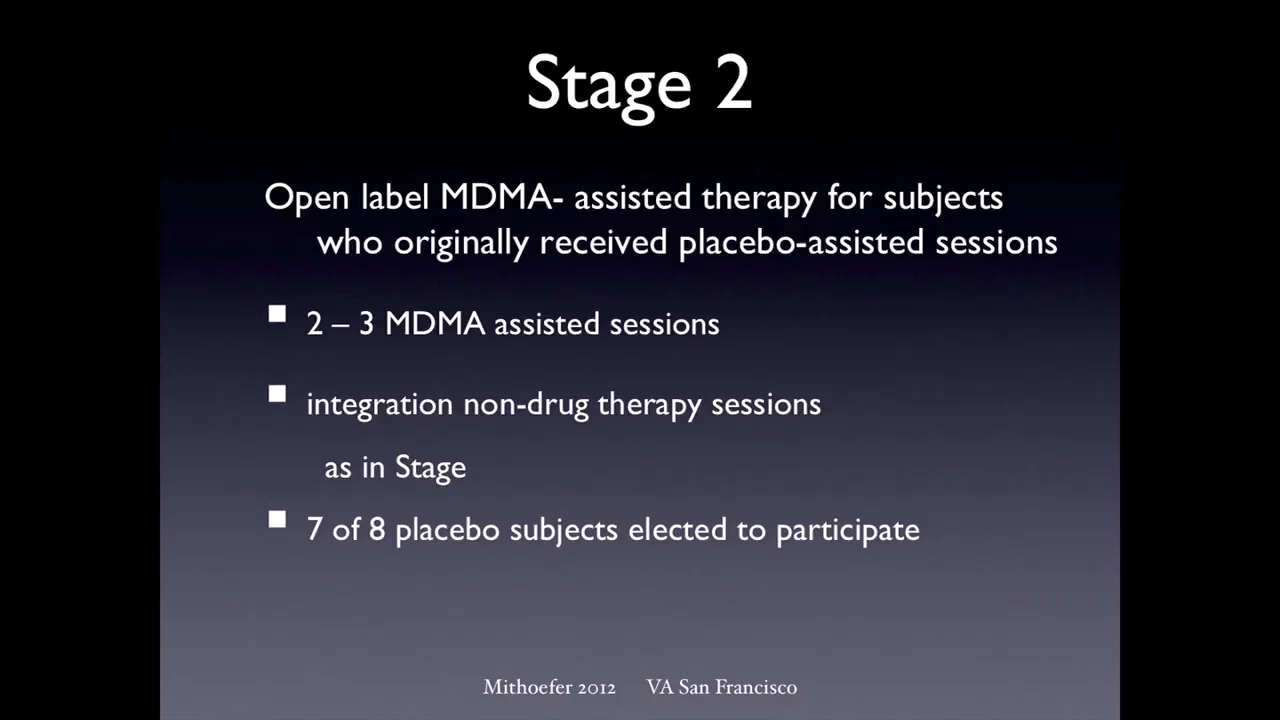 Stage 2
Open label MDMA- assisted therapy for subjects
who originally received placebo-assisted sessions
▪ 2 – 3 MDMA assisted sessions
▪ integration non-drug therapy sessions
as in Stage
▪ 7 of 8 placebo subjects elected to participate
Mithoefer 2012 VA San Francisco